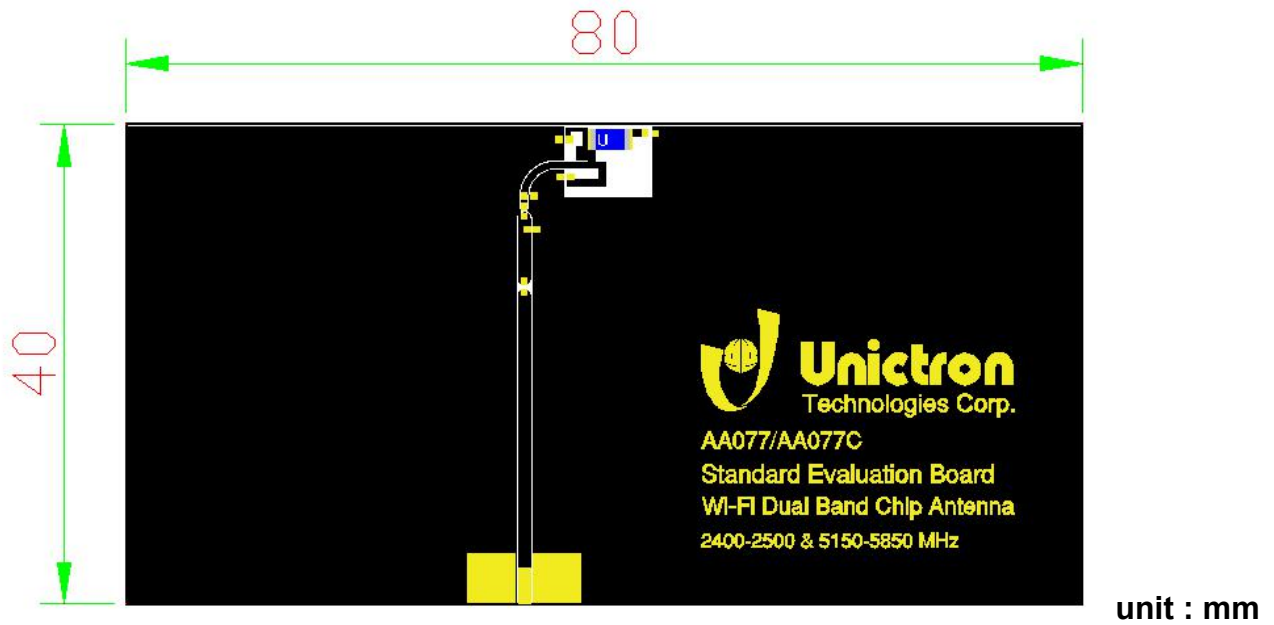 80
40
U
Unictron
Technologies Corp.
AA077/AA077C
Standard Evaluation Board
Wi-Fi Dual Band Chip Antenna
2400-2500 & 5150-5850 MHz
unit : mm